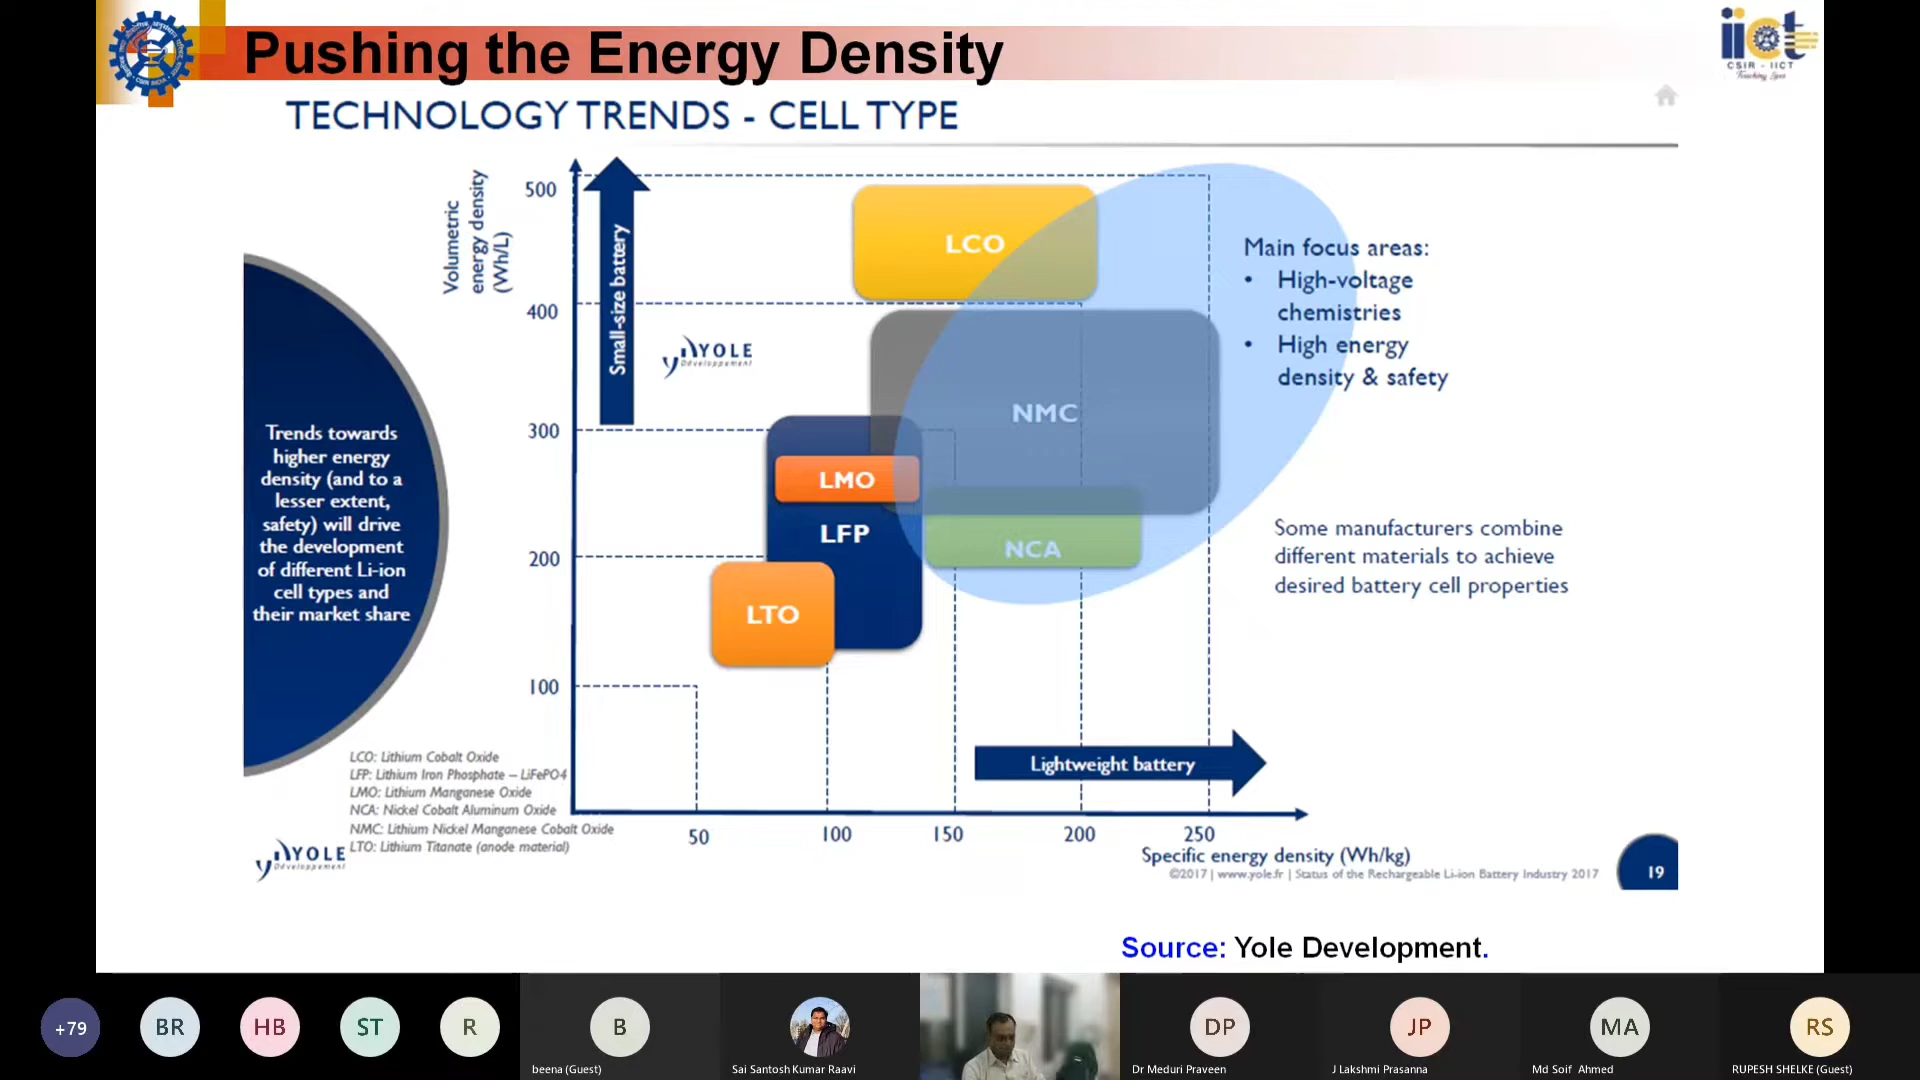 Pushing the Energy Density
iict
CSIR - IICT
Touching lives
TECHNOLOGY TRENDS - CELL TYPE
Volumetric
energy density
(Wh/L)
500
400
300
200
100
Small-size battery
YOLE
Développement
LCO
NMC
LMO
LFP
NCA
LTO
Main focus areas:
• High-voltage
chemistries
• High energy
density & safety
Trends towards
higher energy
density (and to a
lesser extent,
safety) will drive
the development
of different Li-ion
cell types and
their market share
Some manufacturers combine
different materials to achieve
desired battery cell properties
Lightweight battery
50
100
150
200
250
Specific energy density (Wh/kg)
LCO: Lithium Cobalt Oxide
LFP: Lithium Iron Phosphate – LiFePO4
LMO: Lithium Manganese Oxide
NCA: Nickel Cobalt Aluminum Oxide
NMC: Lithium Nickel Manganese Cobalt Oxide
LTO: Lithium Titanate (anode material)
YOLE
Développement
©2017 | www.yole.fr | Status of the Rechargeable Li-ion Battery Industry 2017
19
Source: Yole Development.
+79
BR
HB
ST
R
B
beena (Guest)
Sai Santosh Kumar Raavi
DP
Dr Meduri Praveen
JP
J Lakshmi Prasanna
MA
Md Soif Ahmed
RS
RUPESH SHELKE (Guest)